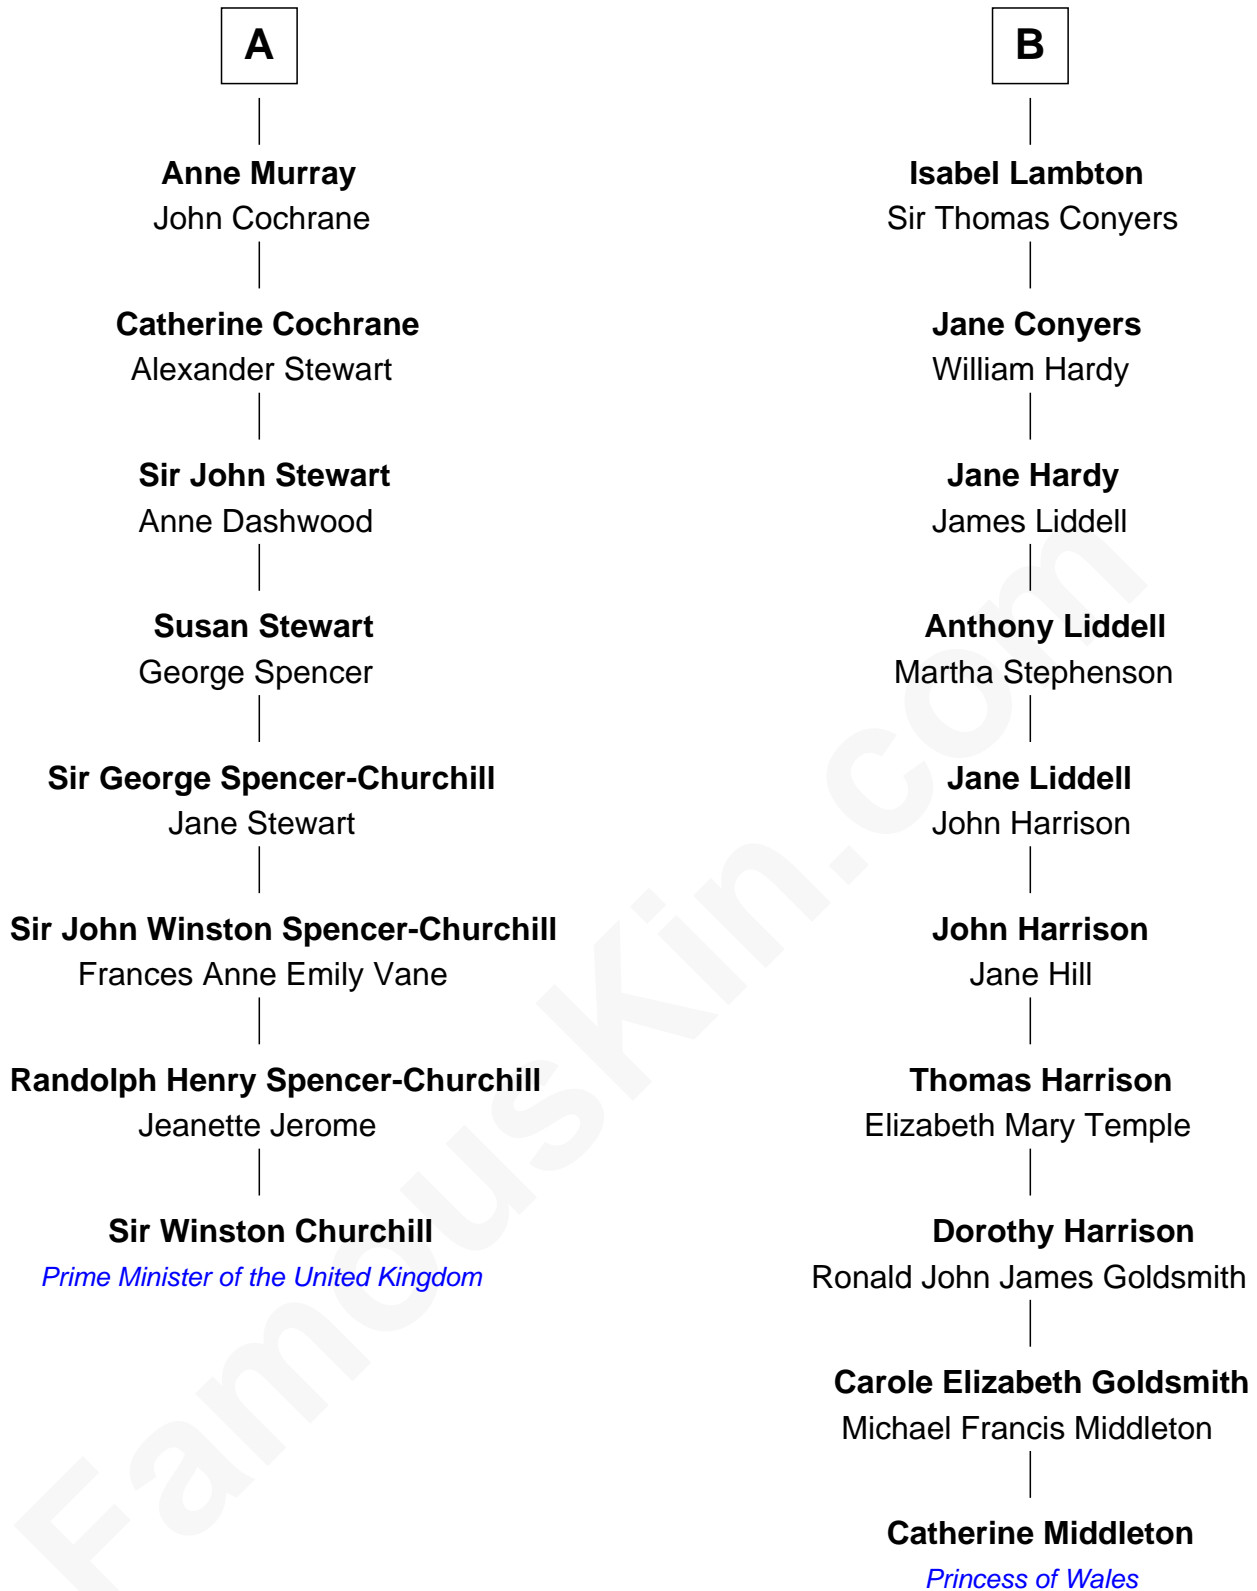 A
Anne Murray
John Cochrane
Catherine Cochrane
Alexander Stewart
Sir John Stewart
Anne Dashwood
Susan Stewart
George Spencer
Sir George Spencer-Churchill
Jane Stewart
Sir John Winston Spencer-Churchill
Frances Anne Emily Vane
Randolph Henry Spencer-Churchill
Jeanette Jerome
Sir Winston Churchill
Prime Minister of the United Kingdom
B
Isabel Lambton
Sir Thomas Conyers
Jane Conyers
William Hardy
Jane Hardy
James Liddell
Anthony Liddell
Martha Stephenson
Jane Liddell
John Harrison
John Harrison
Jane Hill
Thomas Harrison
Elizabeth Mary Temple
Dorothy Harrison
Ronald John James Goldsmith
Carole Elizabeth Goldsmith
Michael Francis Middleton
Catherine Middleton
Princess of Wales
FamousKin.com